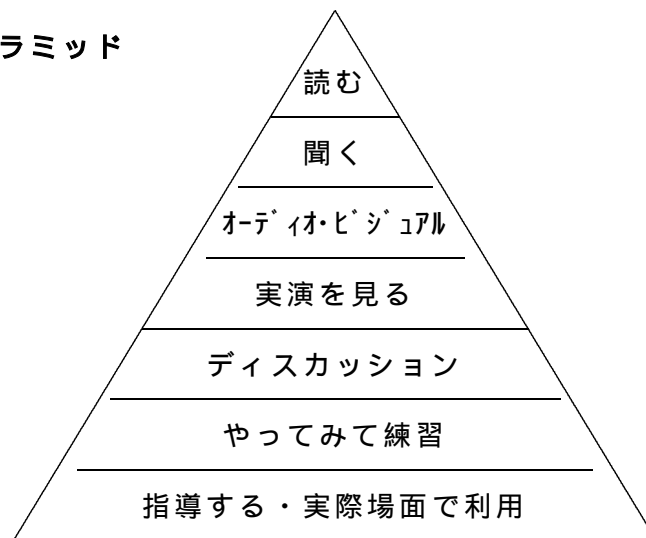 ラミッド
読む
聞く
ｵｰﾃﾞｨｵ･ﾋﾞｼﾞｭｱﾙ
実演を見る
ディスカッション
やってみて練習
指導する・実際場面で利用